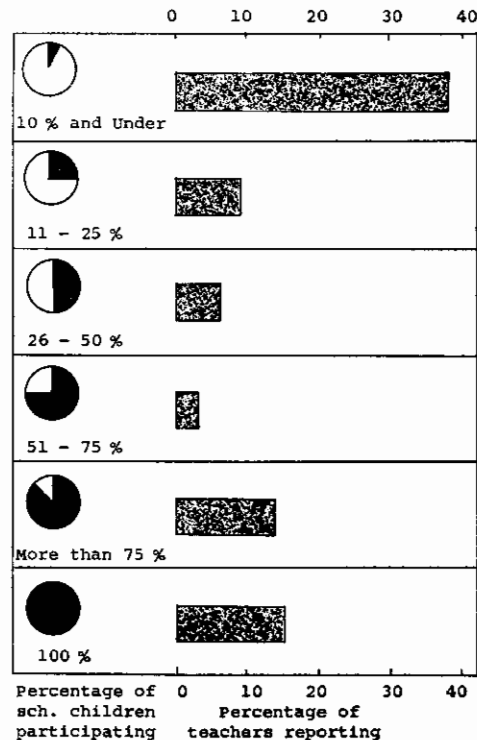 0 10 20 30 40
10 % and Under
11 - 25 %
26 - 50 %
51 - 75 %
More than 75 %
100 %
0 10 20 30 40
Percentage of
sch. children
participating
Percentage of
teachers reporting